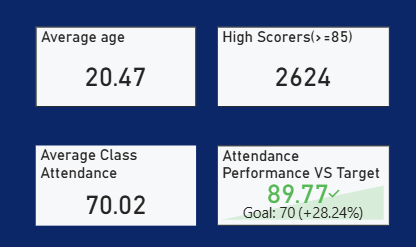 Average age
20.47
High Scorers(>=85)
2624
Average Class
Attendance
70.02
Attendance
Performance VS Target
89.77✓
Goal: 70 (+28.24%)